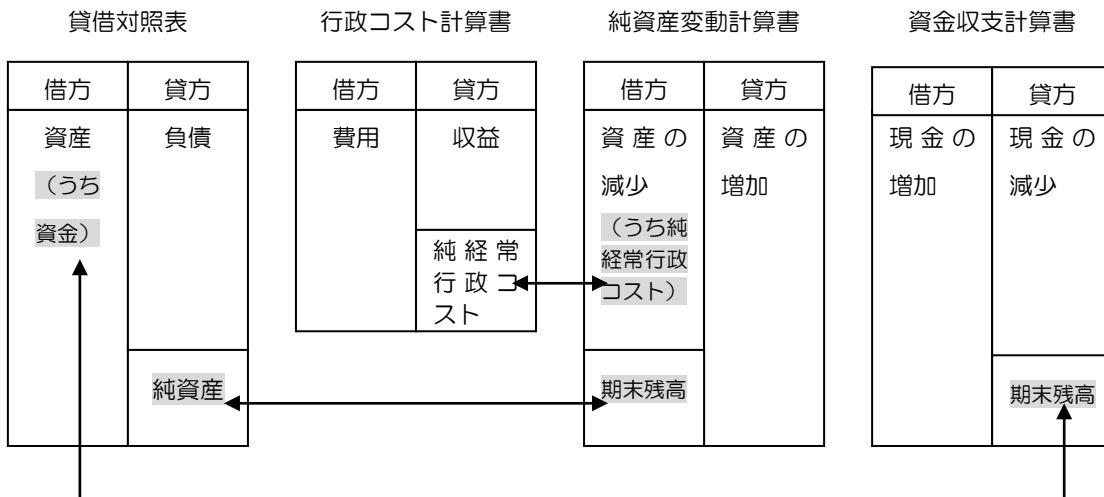 貸借対照表
行政コスト計算書
純資産変動計算書
資金収支計算書
借方
貸方
資産
（うち
資金）
負債
純資産
借方
貸方
費用
収益
純経常
行政コ
スト
借方
貸方
資産の
減少
（うち純
経常行政
コスト）
期末残高
資産の
増加
借方
貸方
現金の
増加
現金の
減少
期末残高